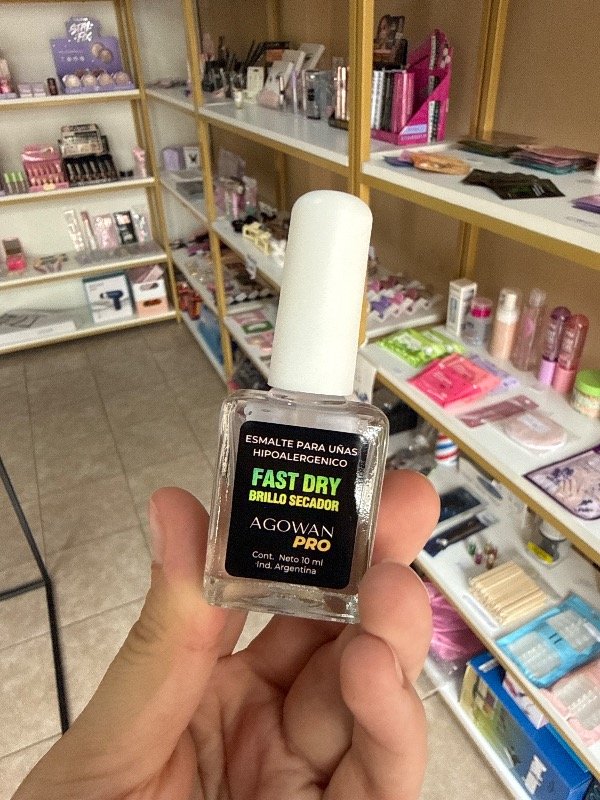 ESMALTE PARA UÑAS
HIPOALERGENICO
FAST DRY
BRILLO SECADOR
AGOWAN
PRO
Cont. Neto 10 ml
Ind. Argentina